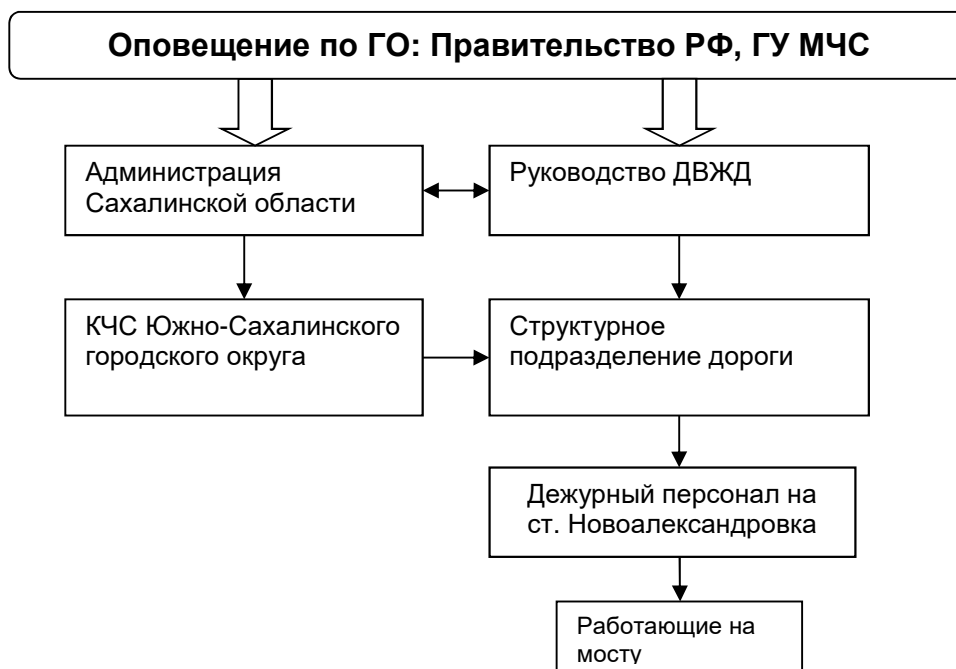 Оповещение по ГО: Правительство РФ, ГУ МЧС
Администрация
Сахалинской области
Руководство ДВЖД
КЧС Южно-Сахалинского
городского округа
Структурное
подразделение дороги
Дежурный персонал на
ст. Новоалександровка
Работающие на
мосту